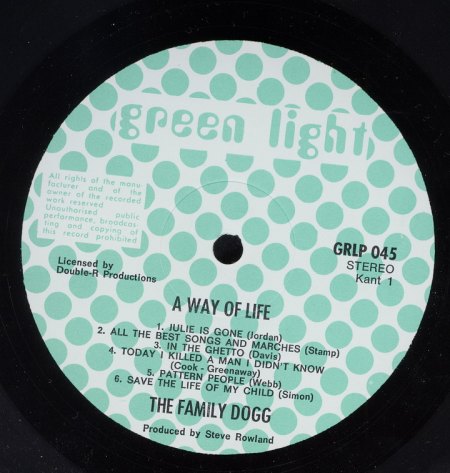 green light
All rights of the manu-
facturer and of the
owner of the recorded
work reserved
Unauthorised public
performance, broadcas-
ting and copying of
this record prohibited
GRLP 045
STEREO
Kant 1
Licensed by
Double-R Productions
A WAY OF LIFE
1. JULIE IS GONE (Jordan)
2. ALL THE BEST SONGS AND MARCHES (Stamp)
3. IN THE GHETTO (Davis)
4. TODAY I KILLED A MAN I DIDN'T KNOW
(Cook - Greenaway)
5. PATTERN PEOPLE (Webb)
6. SAVE THE LIFE OF MY CHILD (Simon)
THE FAMILY DOGG
Produced by Steve Rowland